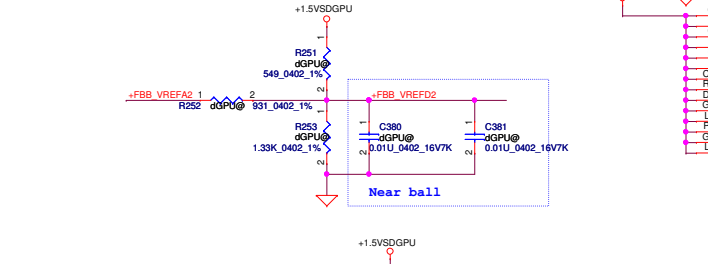 +1.5VSDGPU
1
R251
dGPU@
549_0402_1%
2
+FBB_VREFA2 1 2 +FBB_VREFD2
R252 dGPU@ 931_0402_1%
1
R253
dGPU@
1.33K_0402_1%
2
1
C380
dGPU@
0.01U_0402_16V7K
2
1
C381
dGPU@
0.01U_0402_16V7K
2
Near ball
+1.5VSDGPU